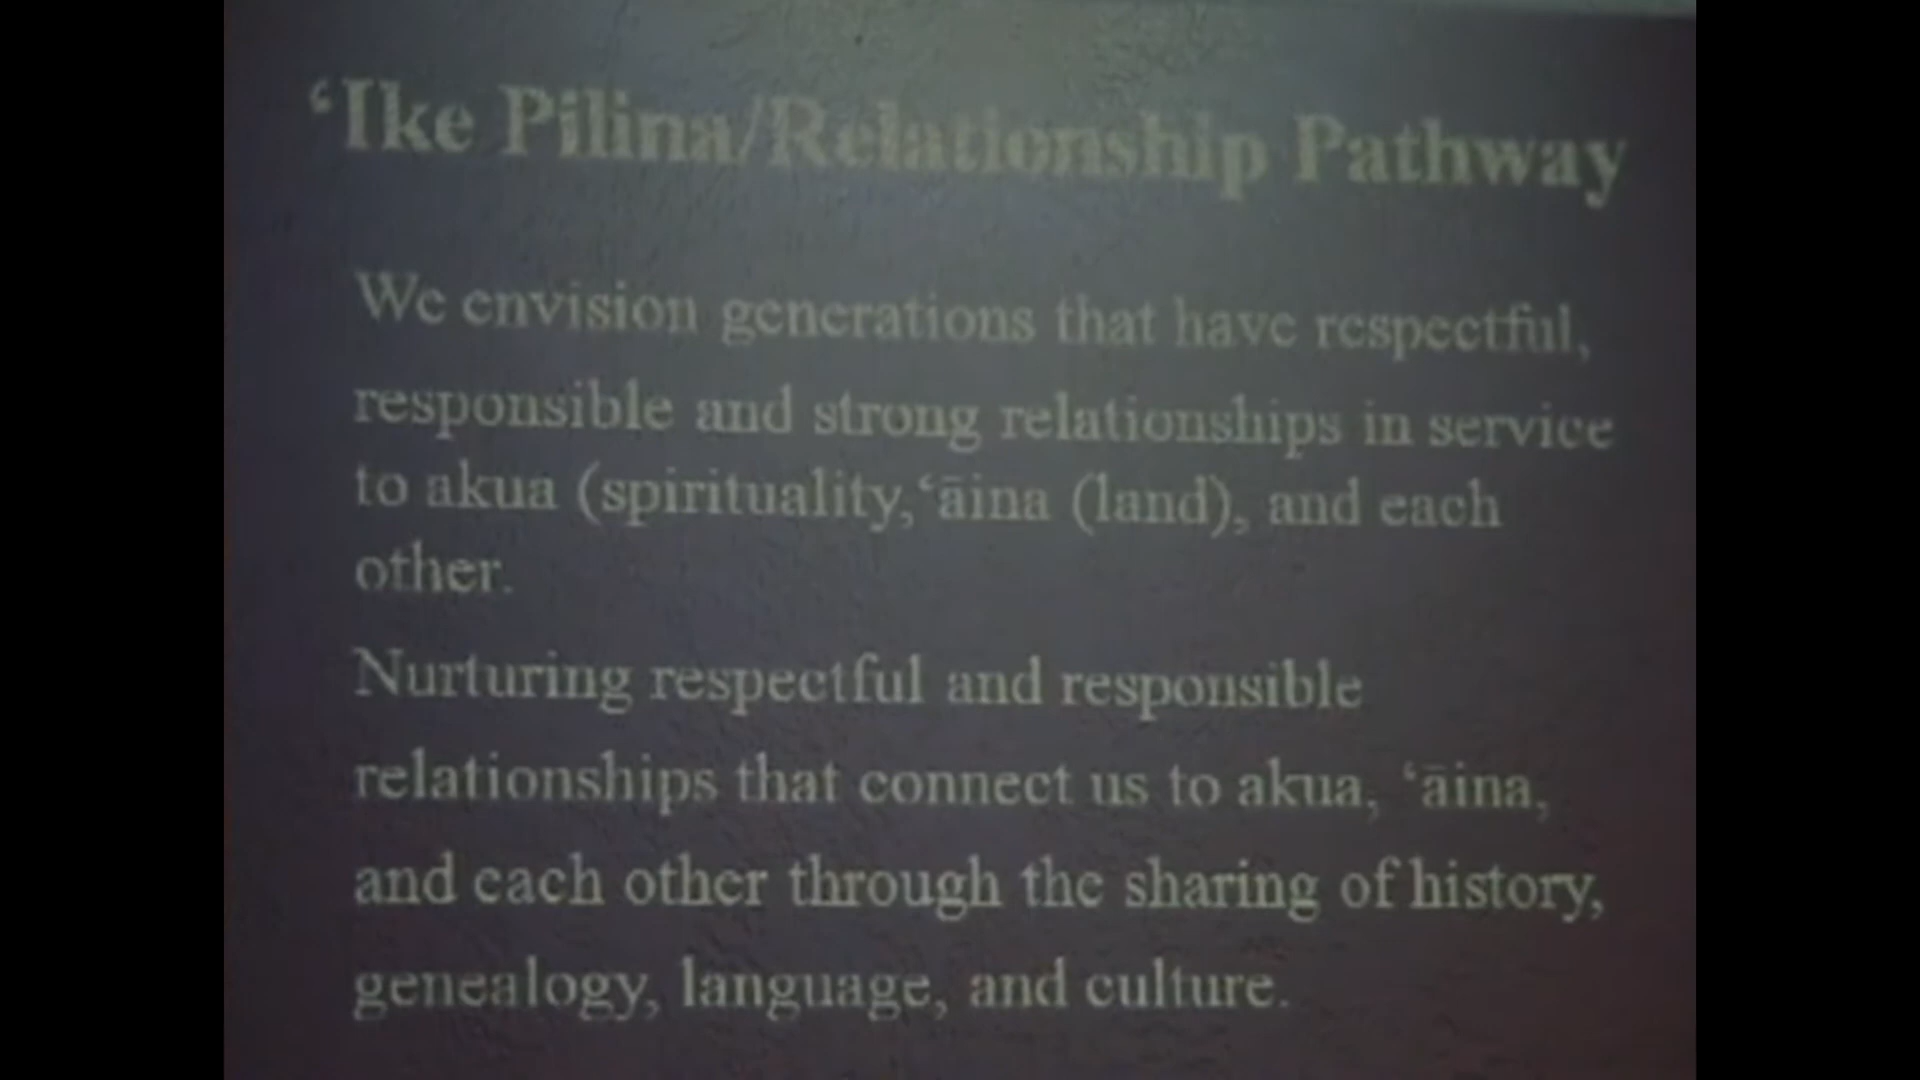 ‘Ike Pilina/Relationship Pathway
We envision generations that have respectful,
responsible and strong relationships in service
to akua (spirituality,‘āina (land), and each
other.
Nurturing respectful and responsible
relationships that connect us to akua, ‘āina,
and each other through the sharing of history,
genealogy, language, and culture.